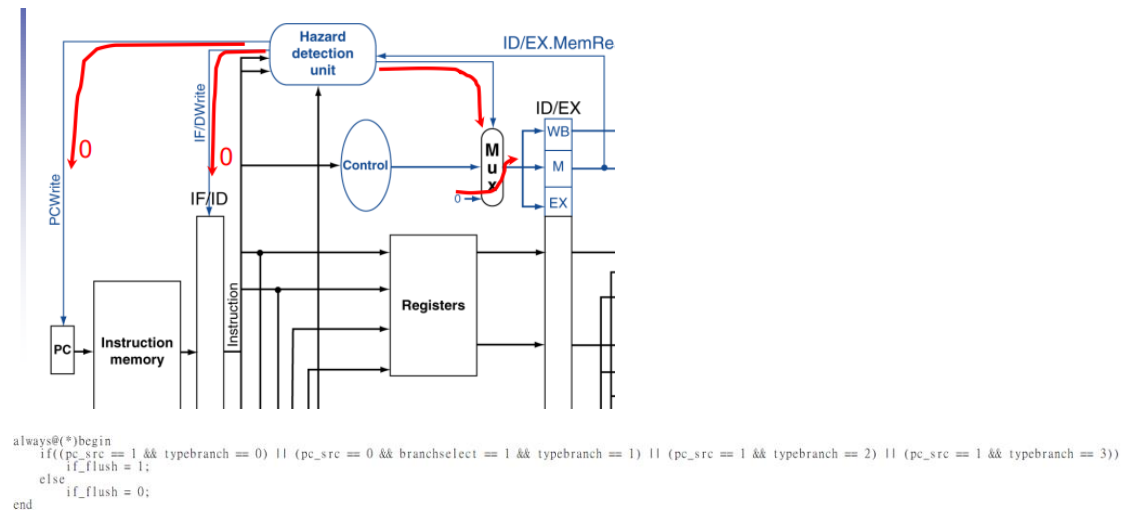 Hazard
detection
unit
ID/EX.MemRe
PCWrite
0
IF/DWrite
0
Control
M
u
x
0
ID/EX
WB
M
EX
IF/ID
PC
Instruction
memory
Instruction
Registers
always@(*)begin
if((pc_src == 1 && typebranch == 0) || (pc_src == 0 && branchselect == 1 && typebranch == 1) || (pc_src == 1 && typebranch == 2) || (pc_src == 1 && typebranch == 3))
if_flush = 1;
else
if_flush = 0;
end